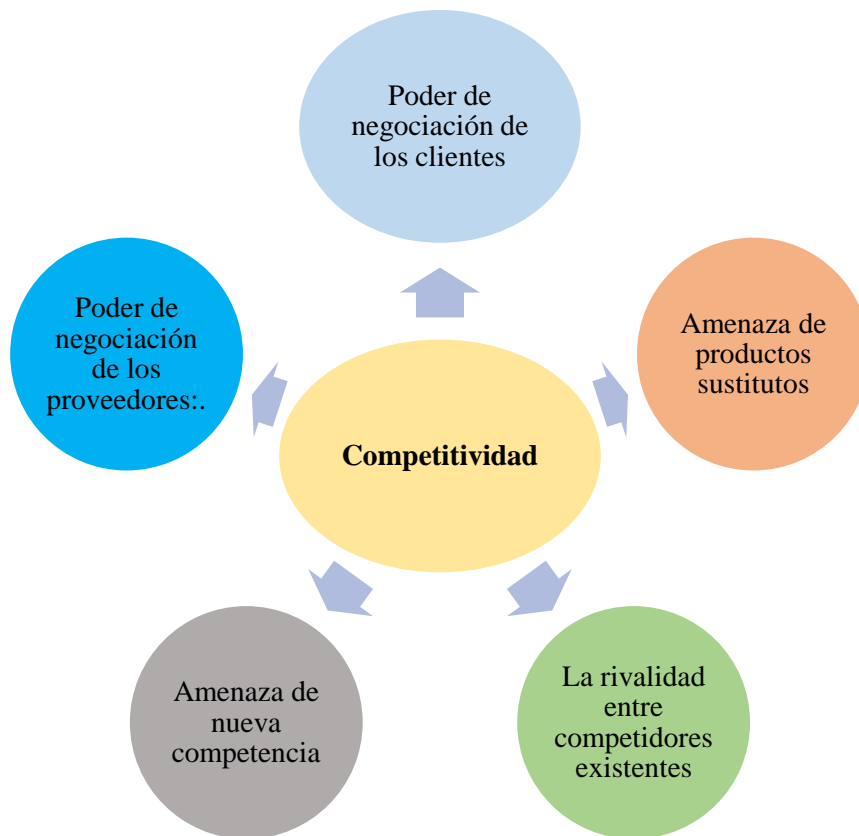 Poder de
negociación de
los clientes
Poder de
negociación
de los
proveedores:.
Amenaza de
productos
sustitutos
Competitividad
Amenaza de
nueva
competencia
La rivalidad
entre
competidores
existentes